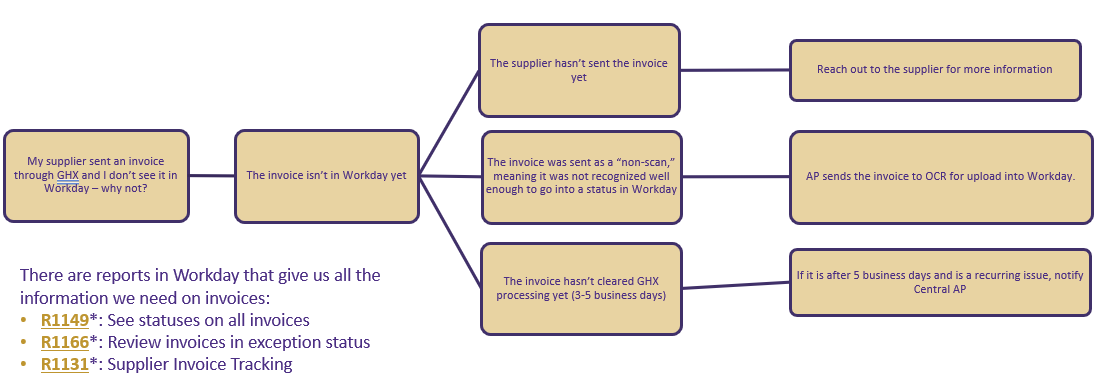 My supplier sent an invoice
through GHX and I don't see it in
Workday – why not?
The invoice isn't in Workday yet
The supplier hasn't sent the invoice
yet
Reach out to the supplier for more information
The invoice was sent as a “non-scan,”
meaning it was not recognized well
enough to go into a status in Workday
AP sends the invoice to OCR for upload into Workday.
The invoice hasn't cleared GHX
processing yet (3-5 business days)
If it is after 5 business days and is a recurring issue, notify
Central AP
There are reports in Workday that give us all the
information we need on invoices:
• R1149*: See statuses on all invoices
• R1166*: Review invoices in exception status
• R1131*: Supplier Invoice Tracking